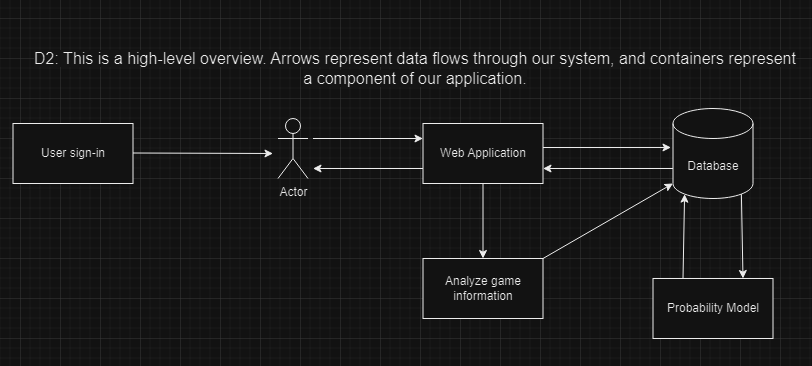 D2: This is a high-level overview. Arrows represent data flows through our system, and containers represent
a component of our application.
User sign-in
Actor
Web Application
Database
Analyze game
information
Probability Model